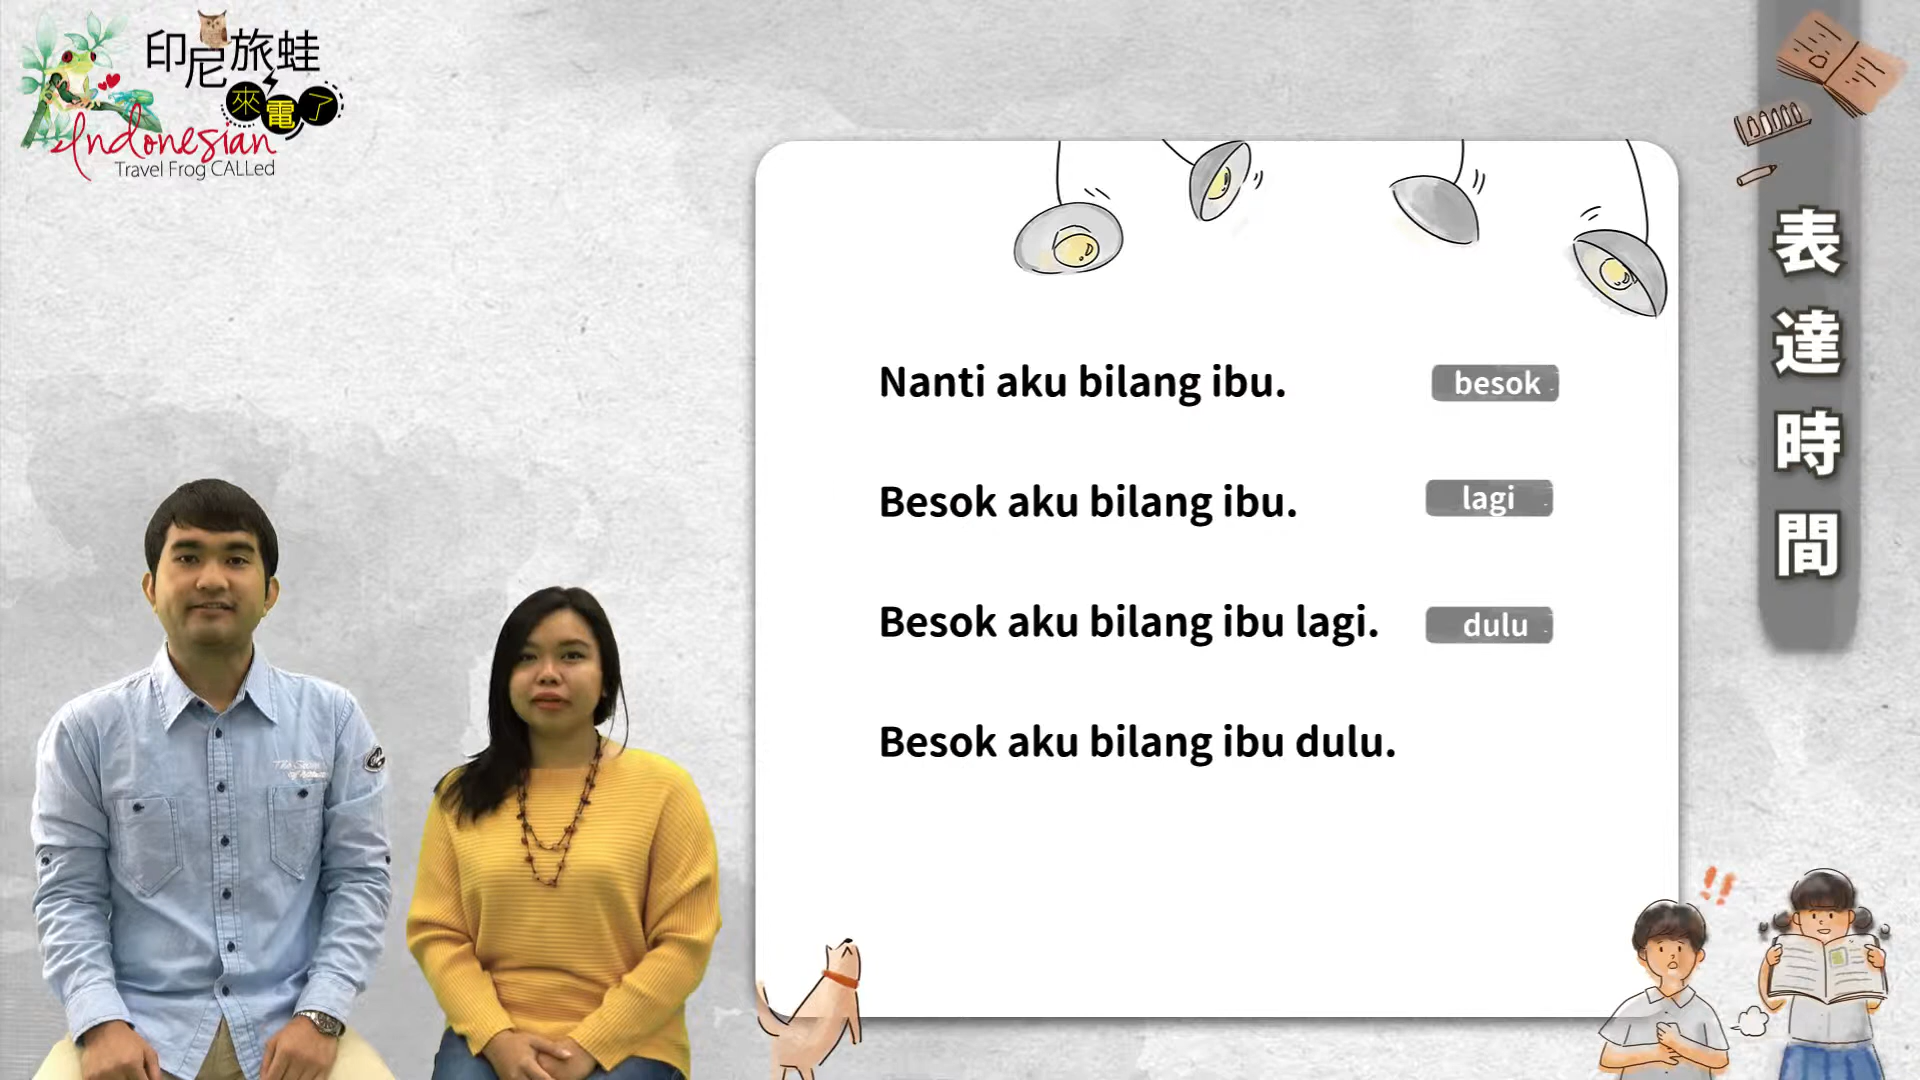 印尼旅蛙
來電了
Indonesian
Travel Frog CALLed
表達時間
Nanti aku bilang ibu.
besok
Besok aku bilang ibu.
lagi
Besok aku bilang ibu lagi.
dulu
Besok aku bilang ibu dulu.